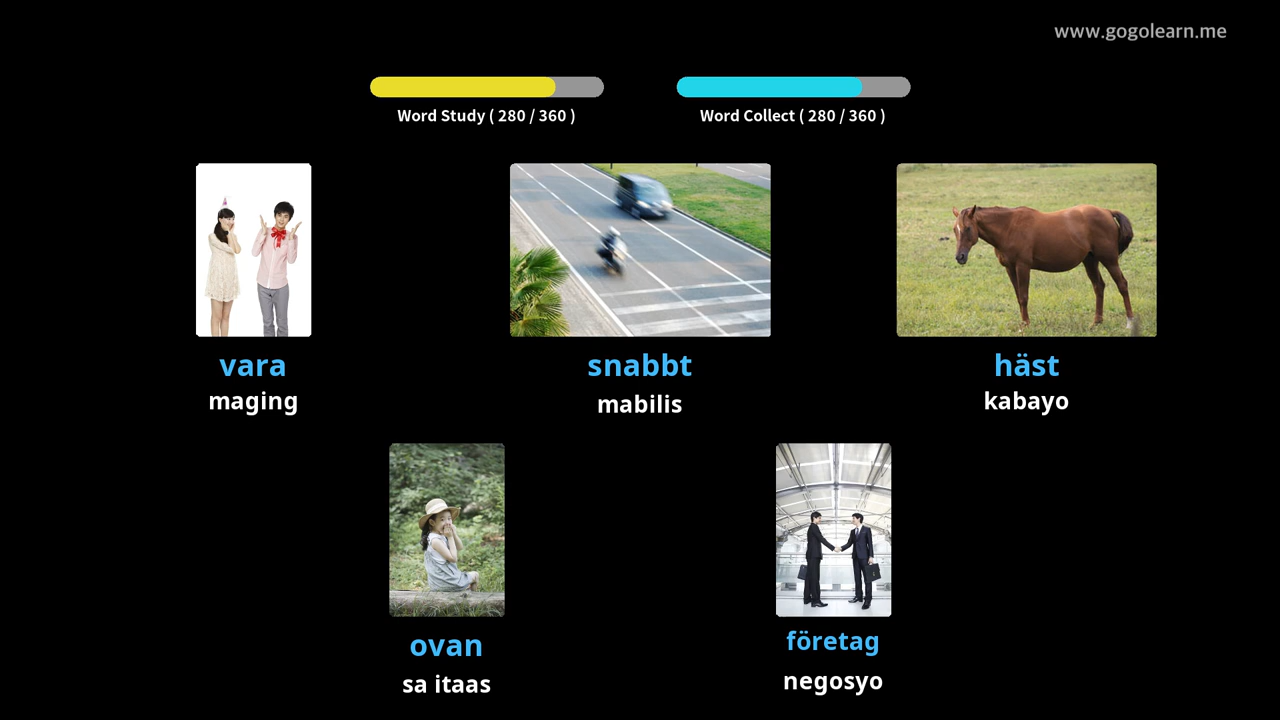 www.gogolearn.me
Word Study ( 280 / 360 )
Word Collect ( 280 / 360 )
vara
maging
snabbt
mabilis
häst
kabayo
ovan
sa itaas
företag
negosyo